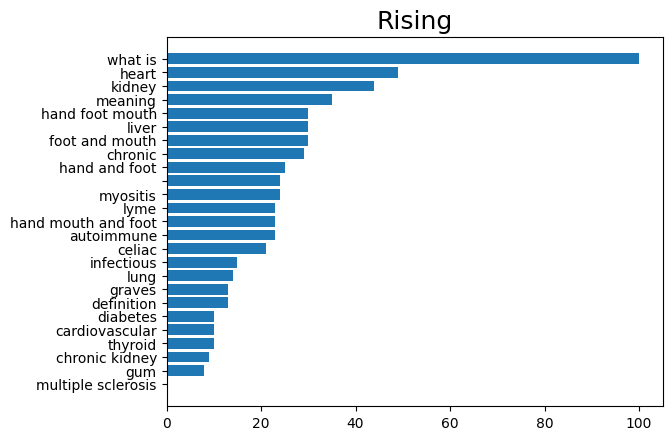 Rising
what is
heart
kidney
meaning
hand foot mouth
liver
foot and mouth
chronic
hand and foot
myositis
lyme
hand mouth and foot
autoimmune
celiac
infectious
lung
graves
definition
diabetes
cardiovascular
thyroid
chronic kidney
gum
multiple sclerosis
0 20 40 60 80 100